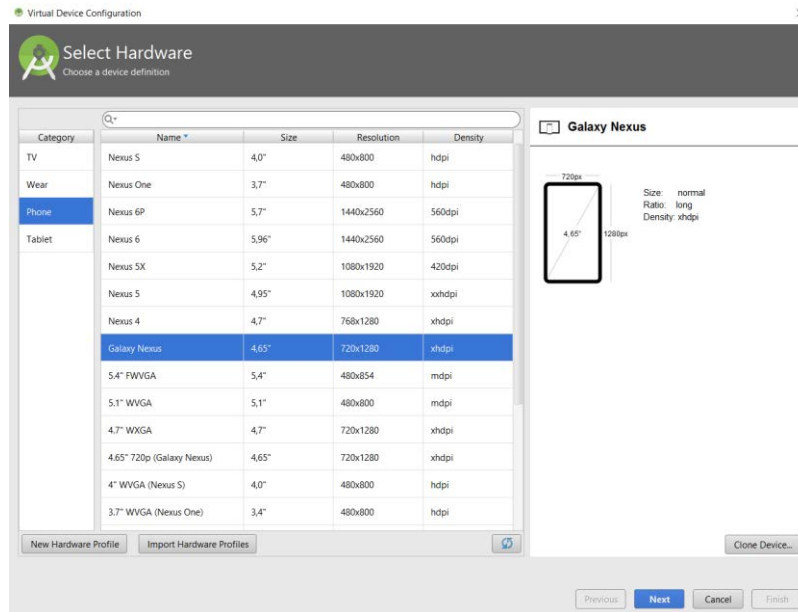 Virtual Device Configuration
Select Hardware
Choose a device definition
Category
TV
Wear
Phone
Tablet
Name Size Resolution Density
Nexus S 4,0" 480x800 hdpi
Nexus One 3,7" 480x800 hdpi
Nexus 6P 5,7" 1440x2560 560dpi
Nexus 6 5,96" 1440x2560 560dpi
Nexus 5X 5,2" 1080x1920 420dpi
Nexus 5 4,95" 1080x1920 xxhdpi
Nexus 4 4,7" 768x1280 xhdpi
Galaxy Nexus 4,65" 720x1280 xhdpi
5.4" FWVGA 5,4" 480x854 mdpi
5.1" WVGA 5,1" 480x800 mdpi
4.7" WXGA 4,7" 720x1280 xhdpi
4.65" 720p (Galaxy Nexus) 4,65" 720x1280 xhdpi
4" WVGA (Nexus S) 4,0" 480x800 hdpi
3.7" WVGA (Nexus One) 3,4" 480x800 hdpi
New Hardware Profile Import Hardware Profiles
Galaxy Nexus
720px
4,65" 1280px
Size: normal
Ratio: long
Density: xhdpi
Clone Device...
Previous Next Cancel Finish